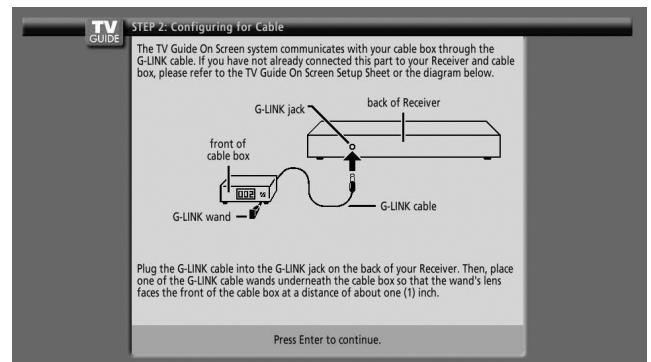 TV
GUIDE
STEP 2: Configuring for Cable
The TV Guide On Screen system communicates with your cable box through the
G-LINK cable. If you have not already connected this part to your Receiver and cable
box, please refer to the TV Guide On Screen Setup Sheet or the diagram below.
G-LINK jack
back of Receiver
front of
cable box
002
G-LINK wand
G-LINK cable
Plug the G-LINK cable into the G-LINK jack on the back of your Receiver. Then, place
one of the G-LINK cable wands underneath the cable box so that the wand's lens
faces the front of the cable box at a distance of about one (1) inch.
Press Enter to continue.